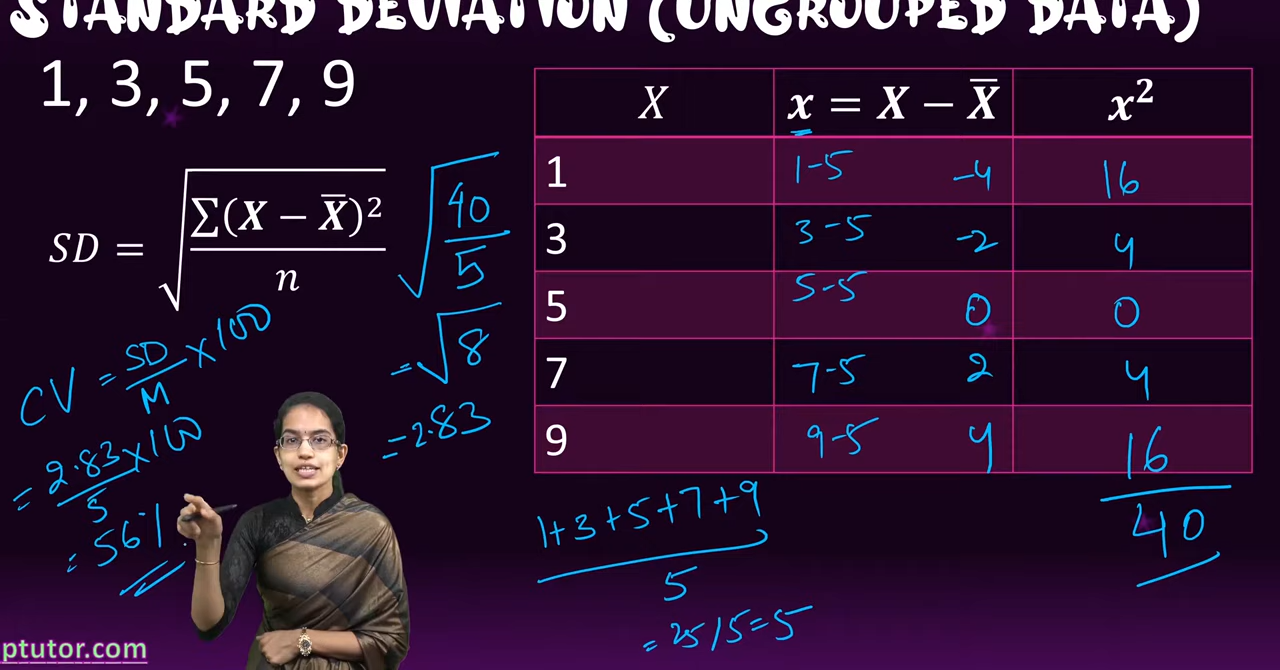 STANDARD DEVIATION (UNGROUPED DATA)
1, 3, 5, 7, 9
SD = √(∑(X − X̅)² / n)
√(40/5)
= √8
= 2.83
CV = SD/M × 100
= 2.83 × 100 / 5
= 56%
X | x = X − X̅ | x²
1 | 1-5 -4 | 16
3 | 3-5 -2 | 4
5 | 5-5 0 | 0
7 | 7-5 2 | 4
9 | 9-5 4 | 16
40
1+3+5+7+9
5
= 25/5 = 5
ptutor.com